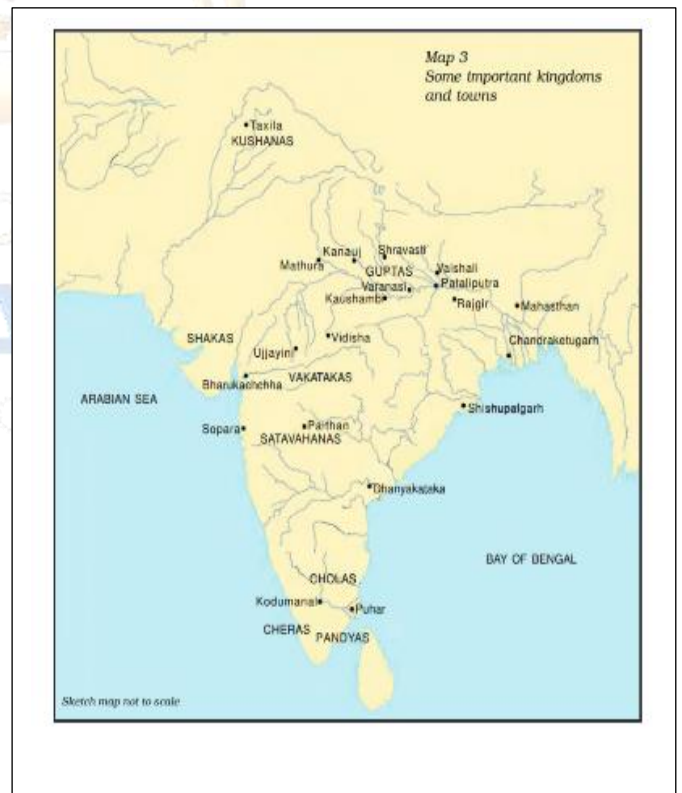 Map 3
Some important kingdoms
and towns
Taxila
KUSHANAS
Kanauj
Shravasti
Mathura
GUPTAS
Vaishali
Varanasi
Pataliputra
Kaushambi
Rajgir
Mahasthan
SHAKAS
Vidisha
Chandraketugarh
Ujjayini
Bharukachchha
VAKATAKAS
ARABIAN SEA
Shishupalgarh
Sopara
Paithan
SATAVAHANAS
Dhanyakataka
BAY OF BENGAL
CHOLAS
Kodumanal
Puhar
CHERAS
PANDYAS
Sketch map not to scale